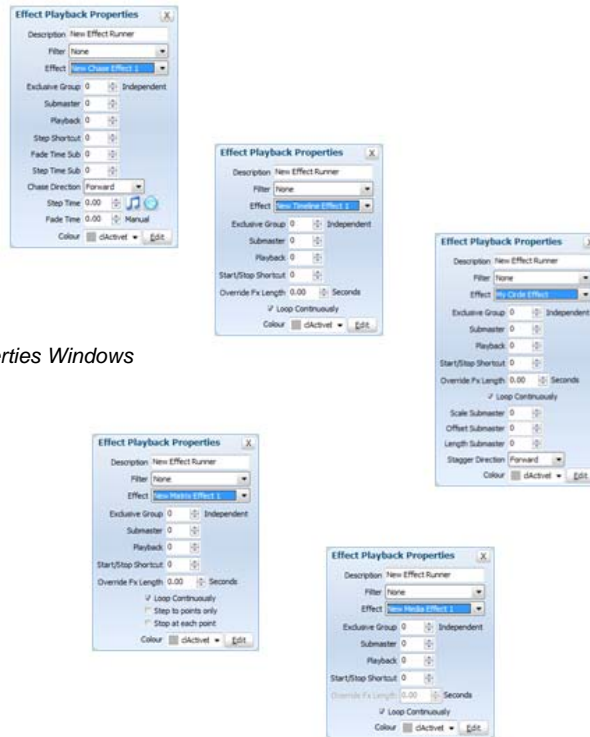 Effect Playback Properties X
Description New Effect Runner
Filter None
Effect New Chase Effect 1
Exclusive Group 0 Independent
Submaster 0
Playback 0
Step Shortcut 0
Fade Time Sub 0
Step Time Sub 0
Chase Direction Forward
Step Time 0.00
Fade Time 0.00 Manual
Colour clActivel Edit
Effect Playback Properties X
Description New Effect Runner
Filter None
Effect New Timeline Effect 1
Exclusive Group 0 Independent
Submaster 0
Playback 0
Start/Stop Shortcut 0
Override Fx Length 0.00 Seconds
Loop Continuously
Colour clActivel Edit
Effect Playback Properties
Description New Effect Runner
Filter None
Effect My Circle Effect
Exclusive Group 0 Independent
Submaster 0
Playback 0
Start/Stop Shortcut 0
Override Fx Length 0.00 Seconds
Loop Continuously
Scale Submaster 0
Offset Submaster 0
Length Submaster 0
Stagger Direction Forward
Colour clActivel Edit
erties Windows
Effect Playback Properties X
Description New Effect Runner
Filter None
Effect New Matrix Effect 1
Exclusive Group 0 Independent
Submaster 0
Playback 0
Start/Stop Shortcut 0
Override Fx Length 0.00 Seconds
Loop Continuously
Step to points only
Stop at each point
Colour clActivel Edit
Effect Playback Properties X
Description New Effect Runner
Filter None
Effect New Media Effect 1
Exclusive Group 0 Independent
Submaster 0
Playback 0
Start/Stop Shortcut 0
Override Fx Length 0.00 Seconds
Loop Continuously
Colour clActivel Edit